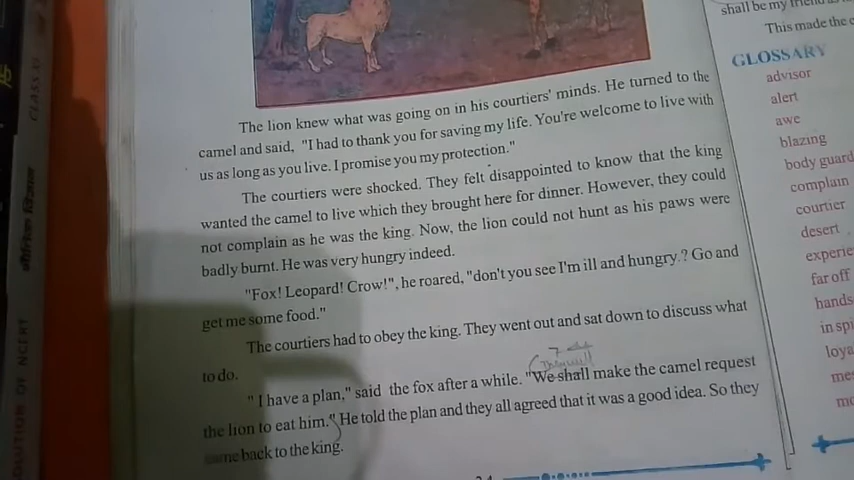 The lion knew what was going on in his courtiers' minds. He turned to the
camel and said, "I had to thank you for saving my life. You're welcome to live with
us as long as you live. I promise you my protection."
The courtiers were shocked. They felt disappointed to know that the king
wanted the camel to live which they brought here for dinner. However, they could
not complain as he was the king. Now, the lion could not hunt as his paws were
badly burnt. He was very hungry indeed.
"Fox! Leopard! Crow!", he roared, "don't you see I'm ill and hungry.? Go and
get me some food."
The courtiers had to obey the king. They went out and sat down to discuss what
to do.
" I have a plan," said the fox after a while. "We shall make the camel request
the lion to eat him." He told the plan and they all agreed that it was a good idea. So they
came back to the king.
shall be my friend as
This made the
GLOSSARY
advisor
alert
awe
blazing
body guard
complain
courtier
desert
far off
CLASS VI
OF NCERT